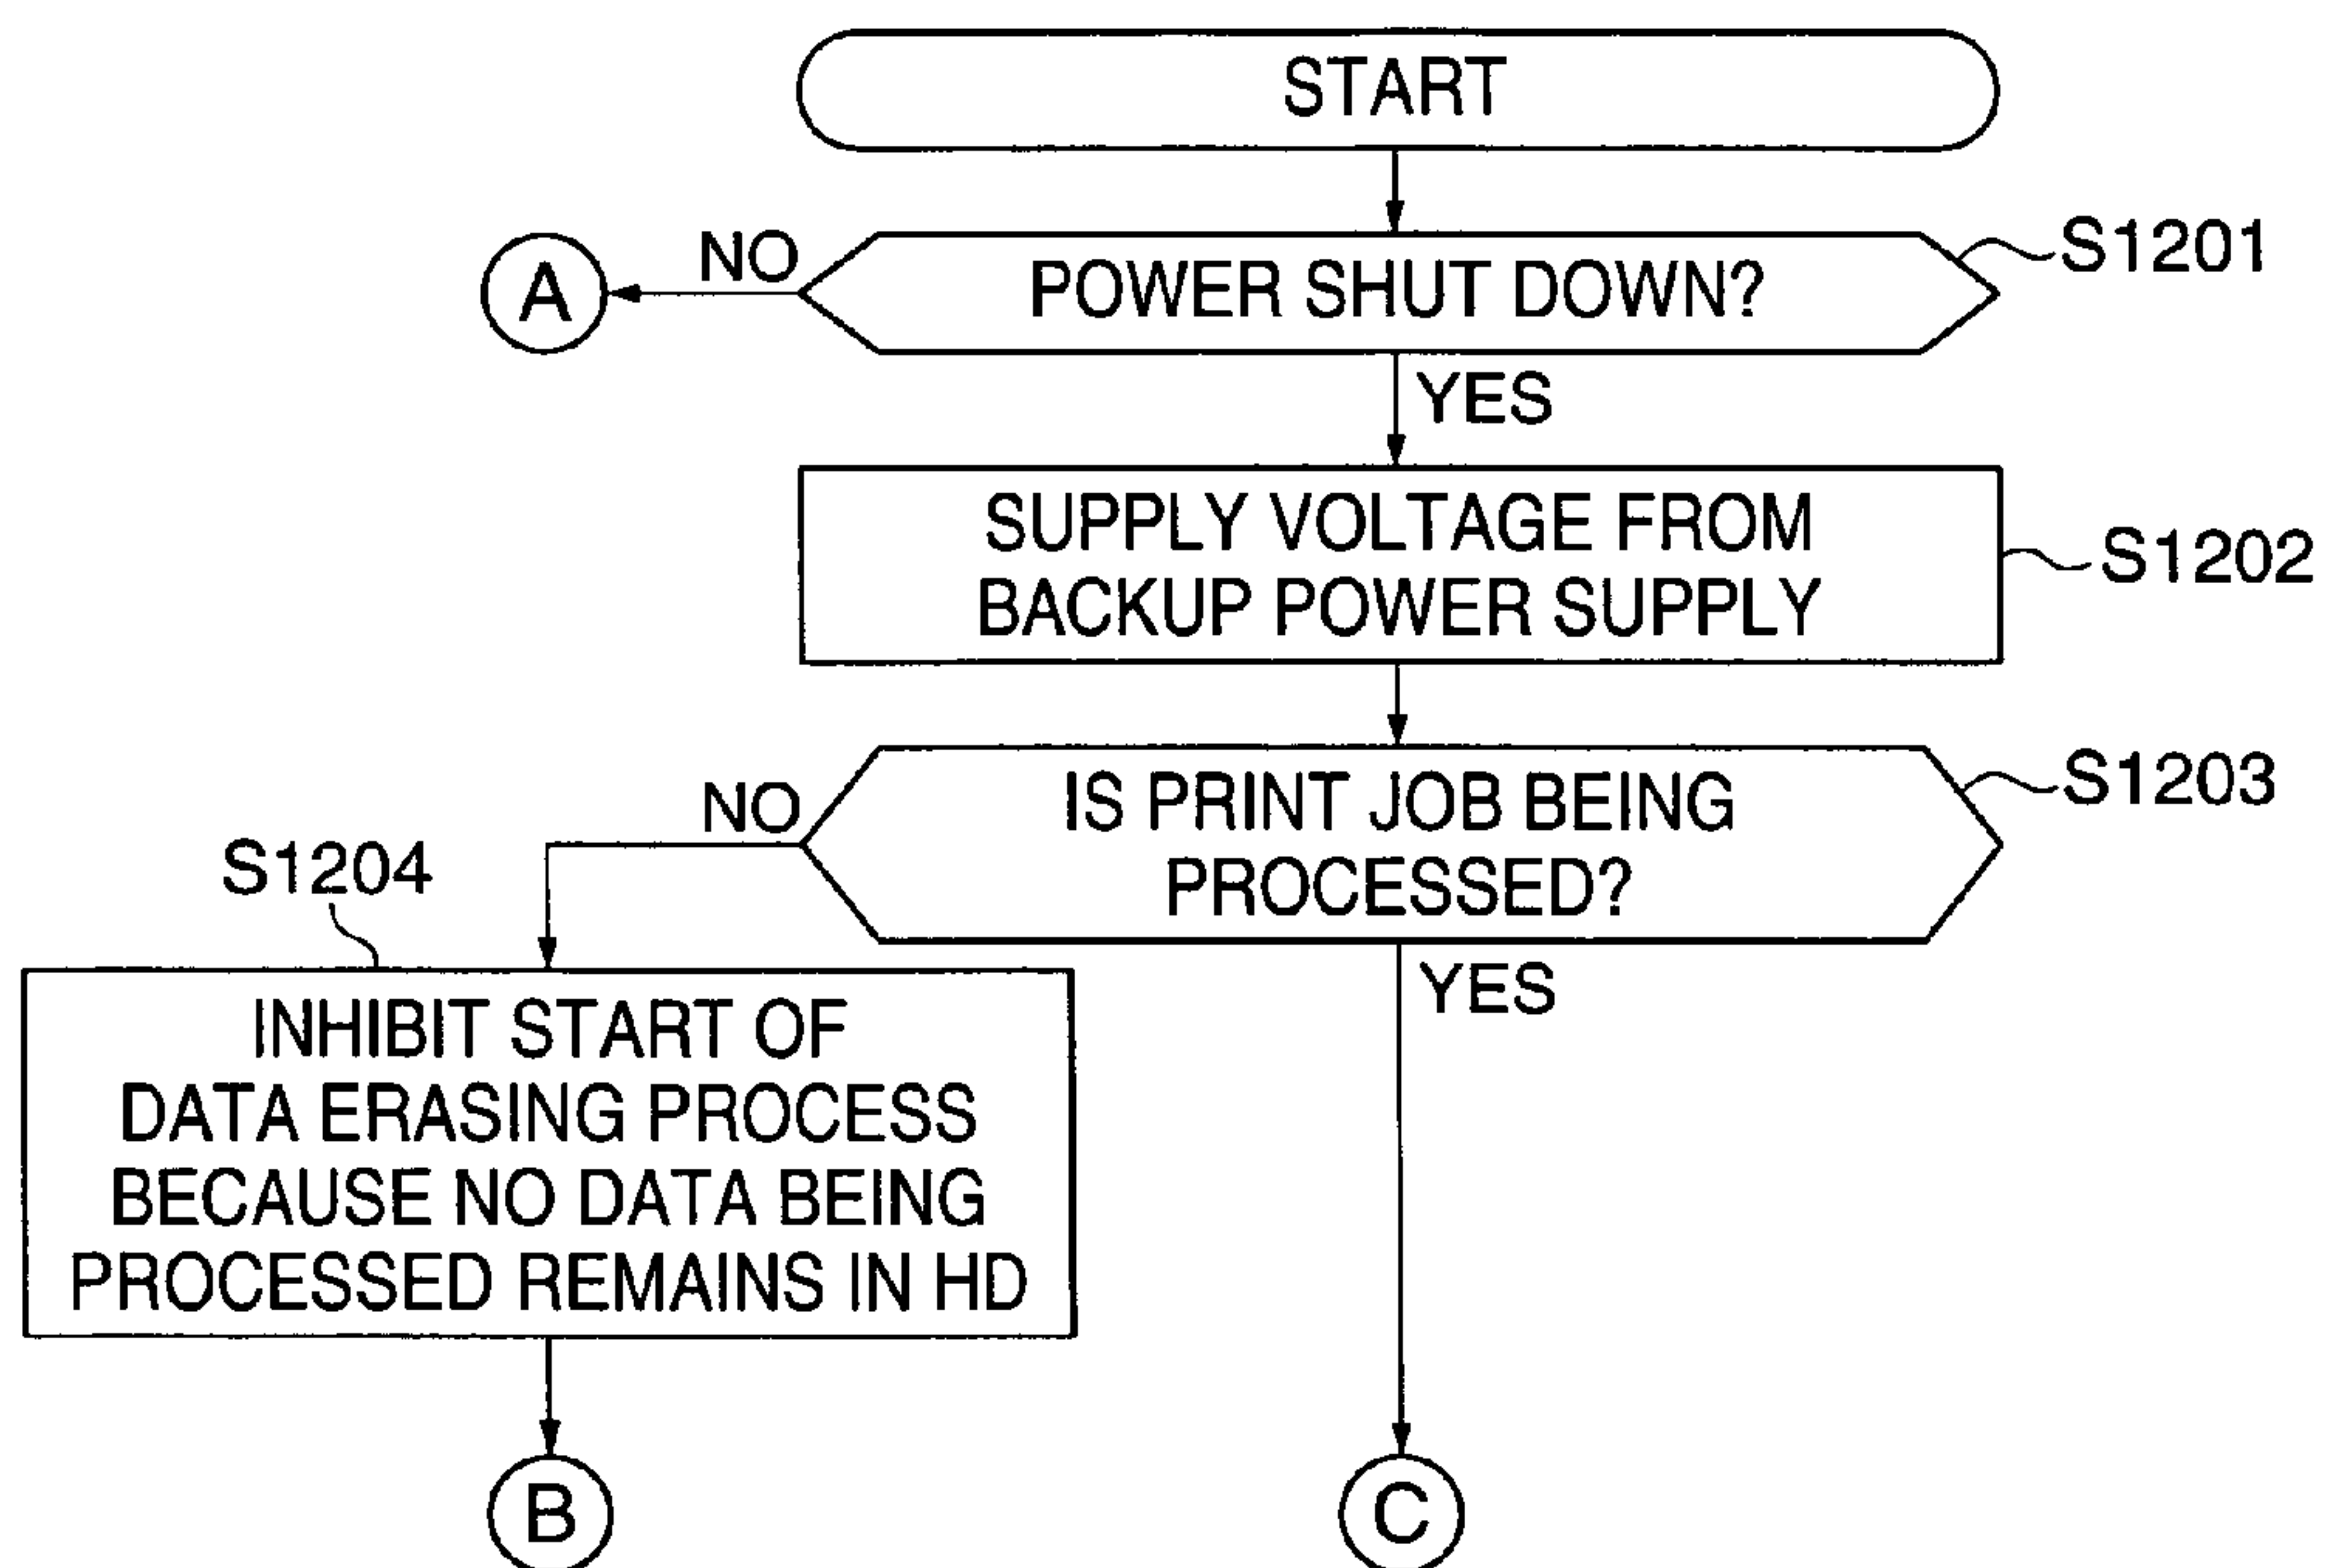 START
S1201
NO
A
POWER SHUT DOWN?
YES
SUPPLY VOLTAGE FROM
BACKUP POWER SUPPLY
S1202
S1203
NO
IS PRINT JOB BEING
PROCESSED?
S1204
YES
INHIBIT START OF
DATA ERASING PROCESS
BECAUSE NO DATA BEING
PROCESSED REMAINS IN HD
B
C